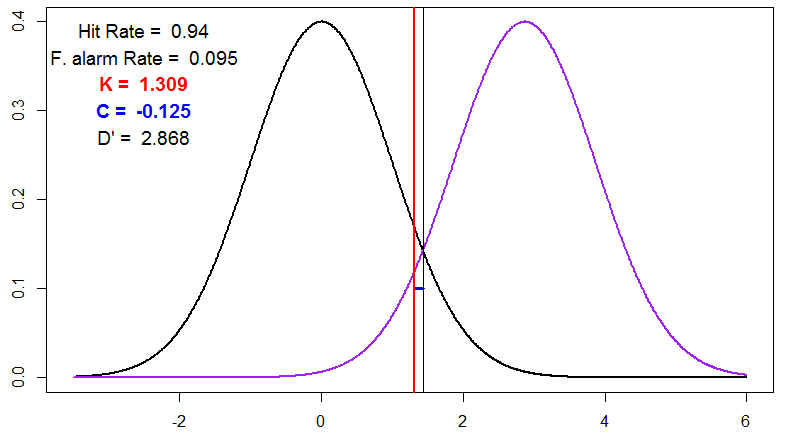 Hit Rate = 0.94
F. alarm Rate = 0.095
K = 1.309
C = -0.125
D' = 2.868
0.4
0.3
0.2
0.1
0.0
-2 0 2 4 6